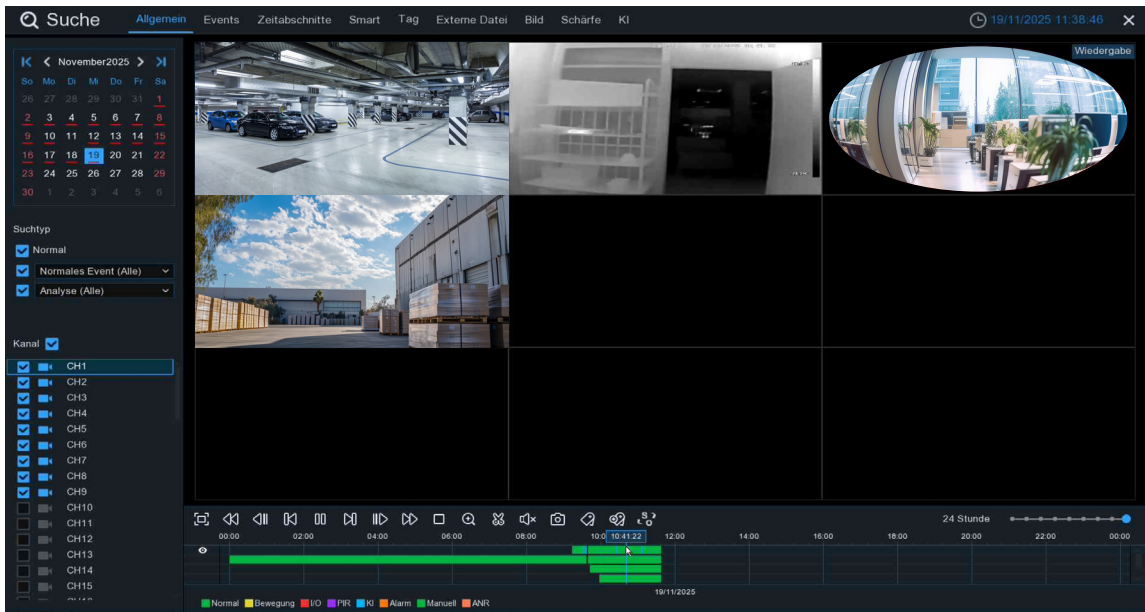 Suche Allgemein Events Zeitabschnitte Smart Tag Externe Datei Bild Schärfe KI 19/11/2025 11:38:46
Wiedergabe
November2025
So Mo Di Mi Do Fr Sa
26 27 28 29 30 31 1
2 3 4 5 6 7 8
9 10 11 12 13 14 15
16 17 18 19 20 21 22
23 24 25 26 27 28 29
30 1 2 3 4 5 6
Suchtyp
Normal
Normales Event (Alle)
Analyse (Alle)
Kanal
CH1
CH2
CH3
CH4
CH5
CH6
CH7
CH8
CH9
CH10
CH11
CH12
CH13
CH14
CH15
24 Stunde
00:00 02:00 04:00 06:00 08:00 10:0 10:41:22 12:00 14:00 16:00 18:00 20:00 22:00 00:00
19/11/2025
Normal Bewegung I/O PIR KI Alarm Manuell ANR